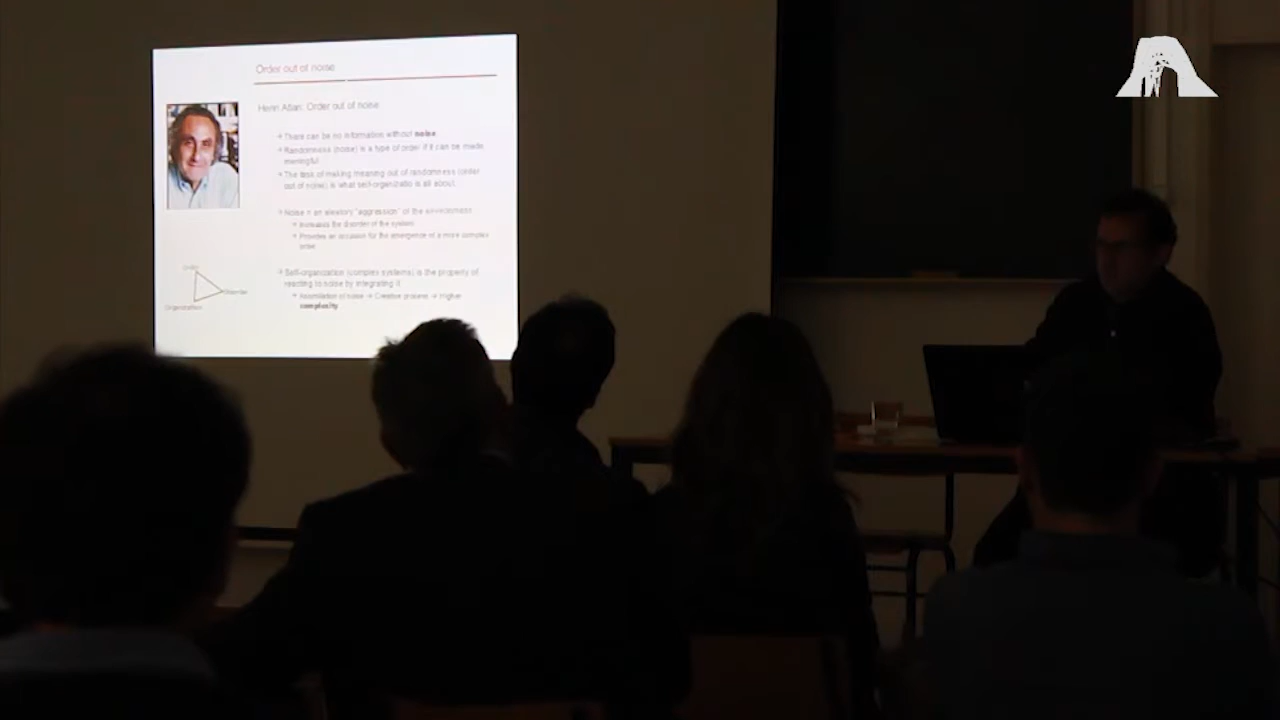 Order out of noise
Henri Atlan: Order out of noise
There can be no information without noise
Randomness (noise) is a type of order if it can be made
meaningful.
The task of making meaning out of randomness (order
out of noise) is what self-organizatio is all about.
Noise = an aleatory "aggression" of the environment
Increases the disorder of the system
Provides an occasion for the emergence of a more complex
order
Order
Self-organization (complex systems) is the property of
reacting to noise by integrating it
Disorder
Assimilation of noise → Creative process → Higher
Organization
complexity